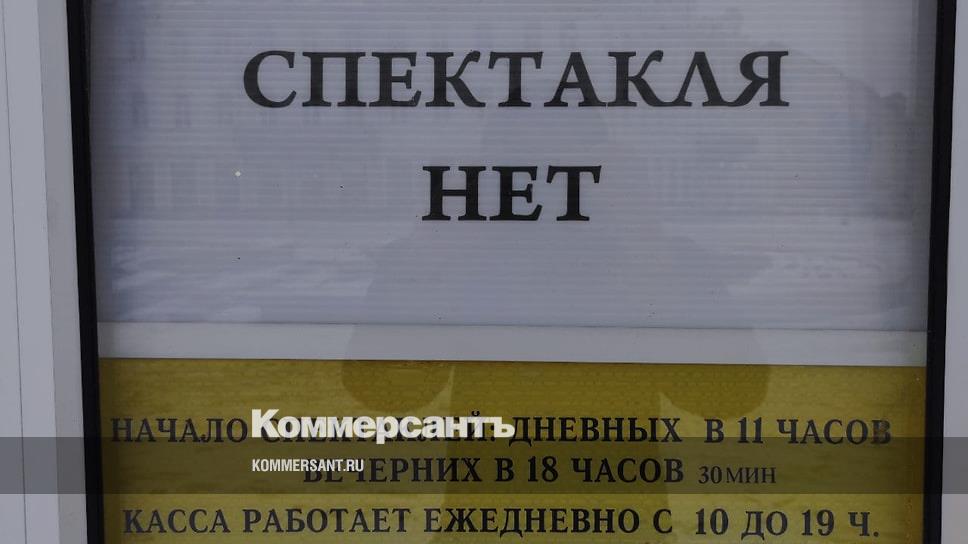 СПЕКТАКЛЯ
НЕТ
НАЧАЛО СПЕКТАКЛЕЙ: ДНЕВНЫХ В 11 ЧАСОВ
Коммерсантъ
KOMMERSANT.RU
ВЕЧЕРНИХ В 18 ЧАСОВ 30 МИН
КАССА РАБОТАЕТ ЕЖЕДНЕВНО С 10 ДО 19 Ч.